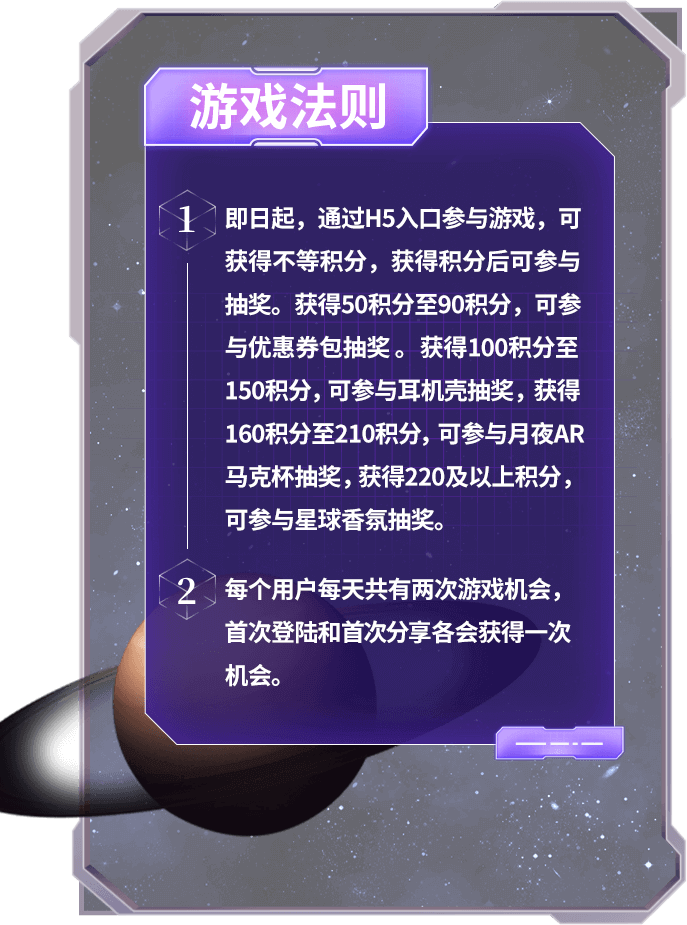 游戏法则
1
即日起，通过H5入口参与游戏，可
获得不等积分，获得积分后可参与
抽奖。获得50积分至90积分，可参
与优惠券包抽奖。获得100积分至
150积分，可参与耳机壳抽奖，获得
160积分至210积分，可参与月夜AR
马克杯抽奖，获得220及以上积分，
可参与星球香氛抽奖。
2
每个用户每天共有两次游戏机会，
首次登陆和首次分享各会获得一次
机会。